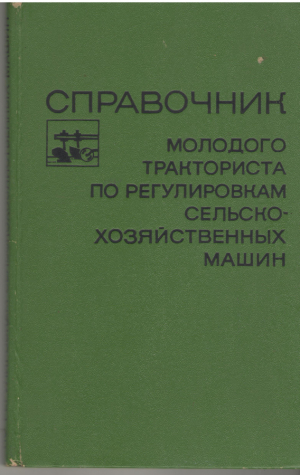 СПРАВОЧНИК
МОЛОДОГО
ТРАКТОРИСТА
ПО РЕГУЛИРОВКАМ
СЕЛЬСКО-
ХОЗЯЙСТВЕННЫХ
МАШИН